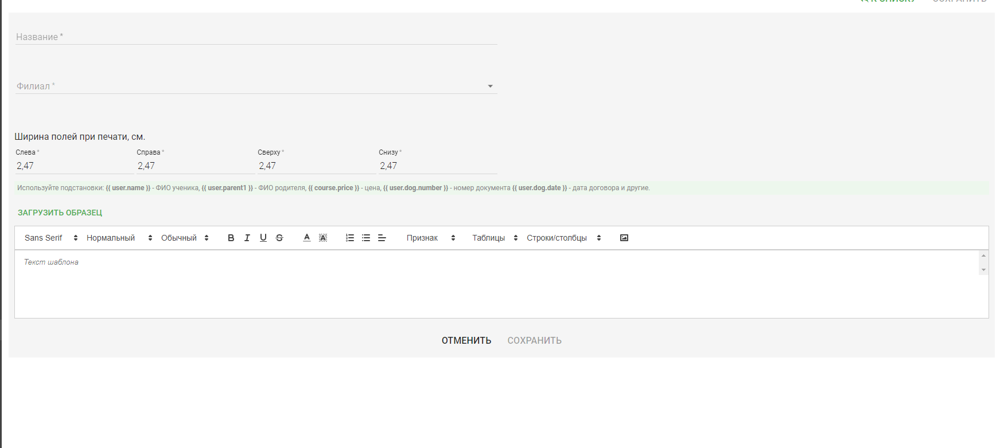 К СПИСКУ СОХРАНИТЬ
Название *
Филиал *
Ширина полей при печати, см.
Слева * Справа * Сверху * Снизу *
2,47 2,47 2,47 2,47
Используйте подстановки: {{ user.name }} - ФИО ученика, {{ user.parent1 }} - ФИО родителя, {{ course.price }} - цена, {{ user.dog.number }} - номер документа {{ user.dog.date }} - дата договора и другие.
ЗАГРУЗИТЬ ОБРАЗЕЦ
Sans Serif Нормальный Обычный B I U S A A Признак Таблицы Строки/столбцы
Текст шаблона
ОТМЕНИТЬ СОХРАНИТЬ